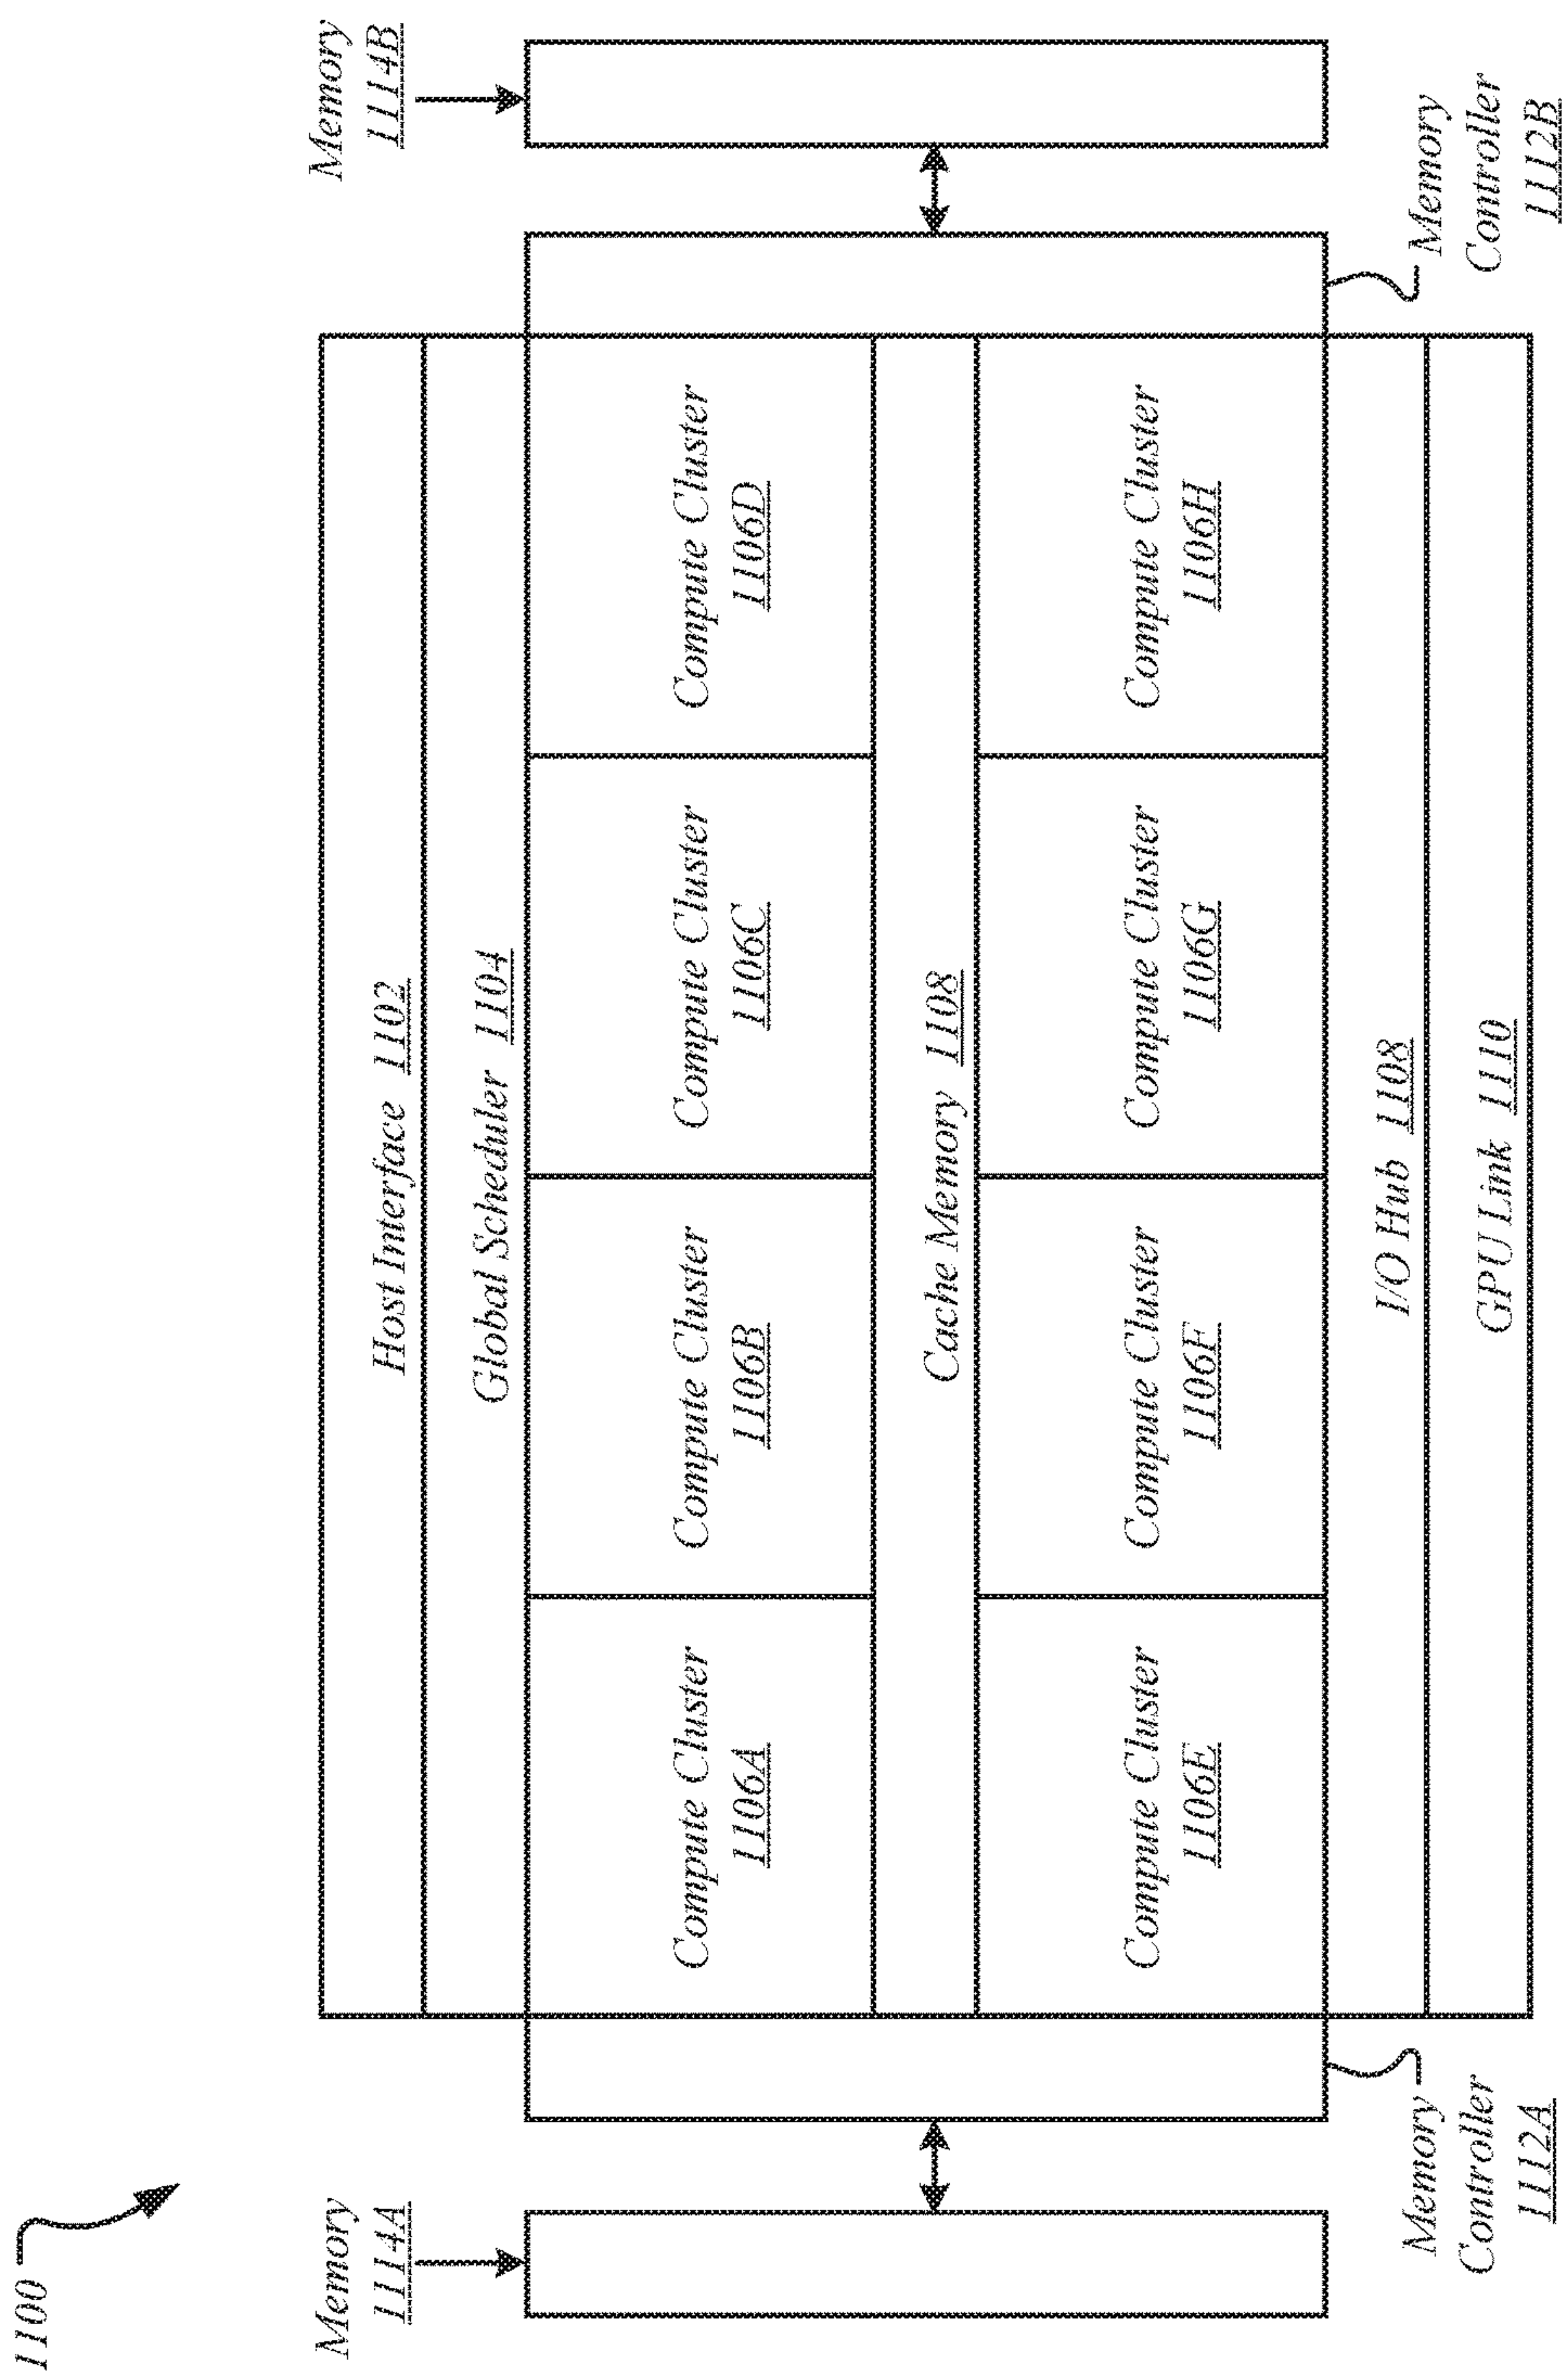 1100
Host Interface 1102
Global Scheduler 1104
Memory
1114A
Memory
1114B
Compute Cluster
1106A
Compute Cluster
1106B
Compute Cluster
1106C
Compute Cluster
1106D
Cache Memory 1108
Compute Cluster
1106E
Compute Cluster
1106F
Compute Cluster
1106G
Compute Cluster
1106H
I/O Hub 1108
GPU Link 1110
Memory
Controller
1112A
Memory
Controller
1112B